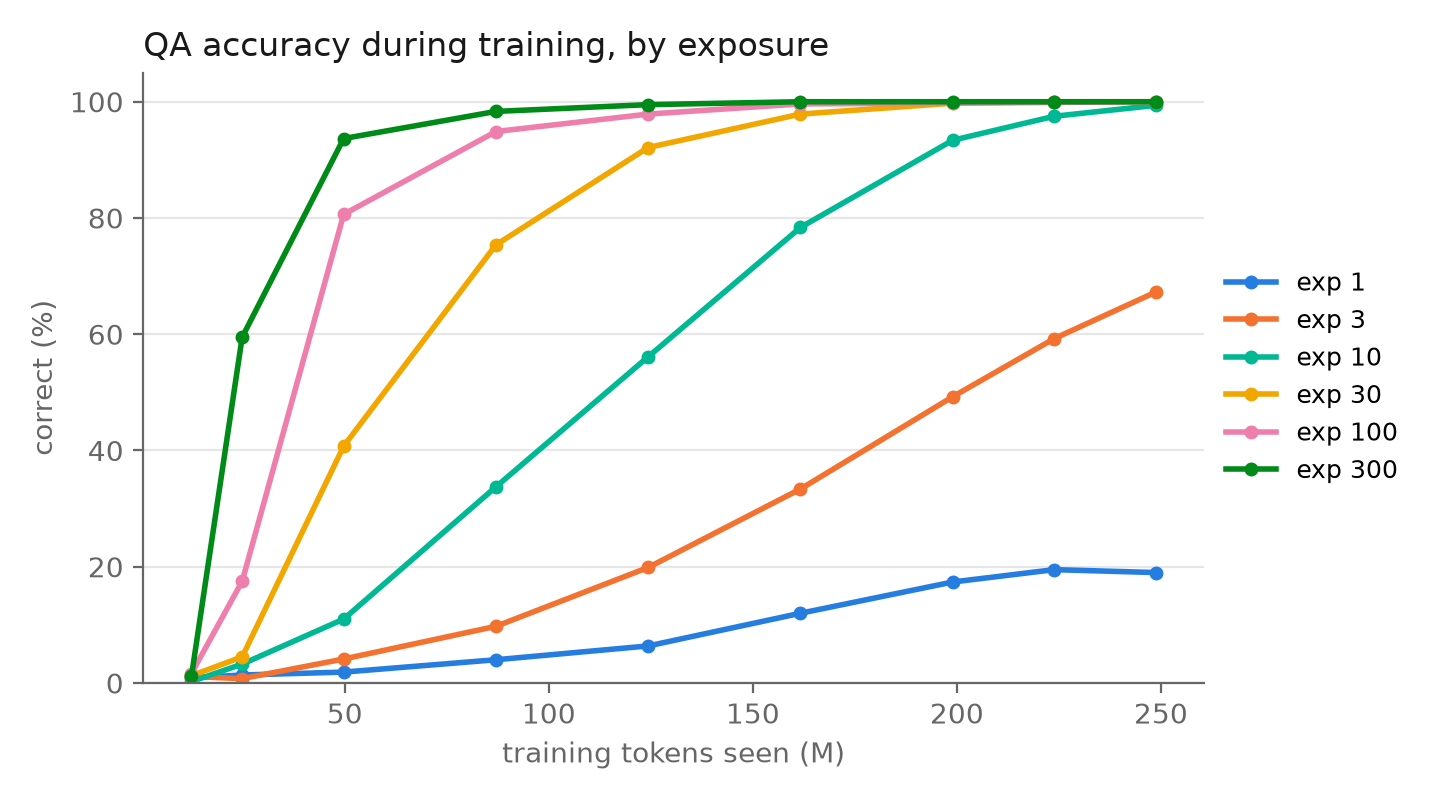 QA accuracy during training, by exposure
100
80
60
40
20
0
correct (%)
50
100
150
200
250
training tokens seen (M)
exp 1
exp 3
exp 10
exp 30
exp 100
exp 300